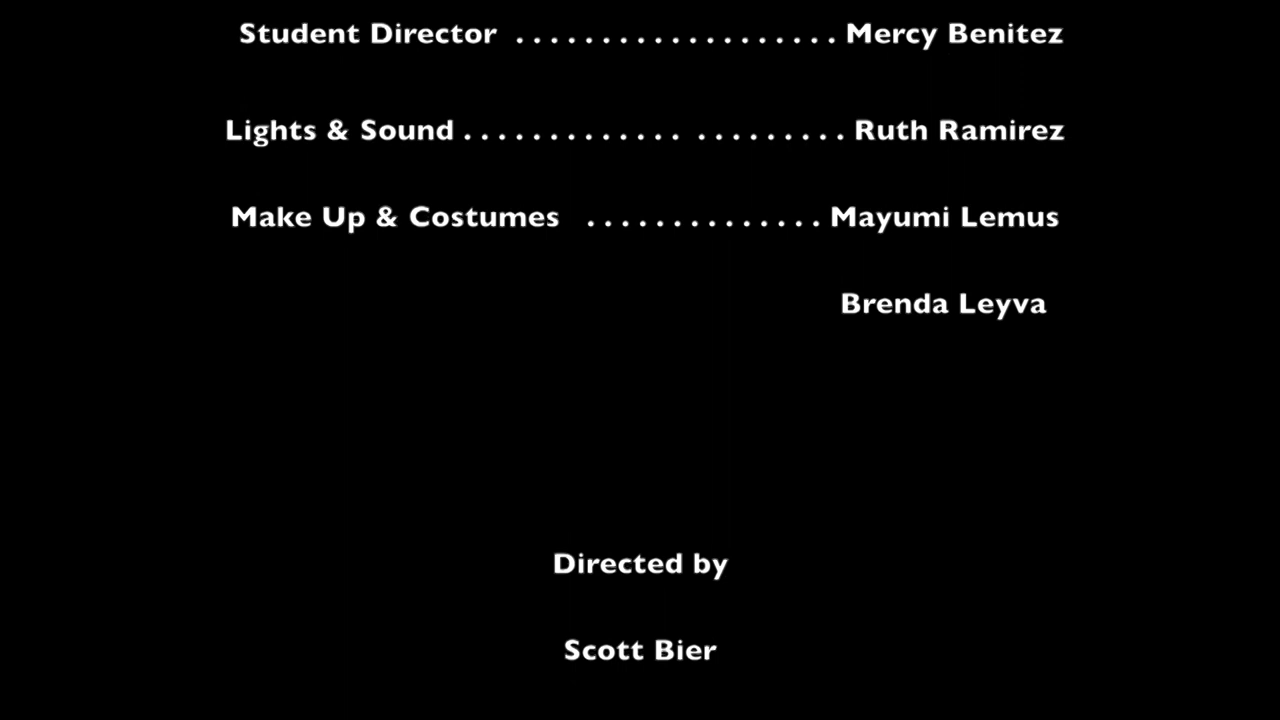 Student Director . . . . . . . . . . . . . . . . . . . Mercy Benitez
Lights & Sound . . . . . . . . . . . . . . . . . . . . . . Ruth Ramirez
Make Up & Costumes . . . . . . . . . . . . . . Mayumi Lemus
Brenda Leyva
Directed by
Scott Bier